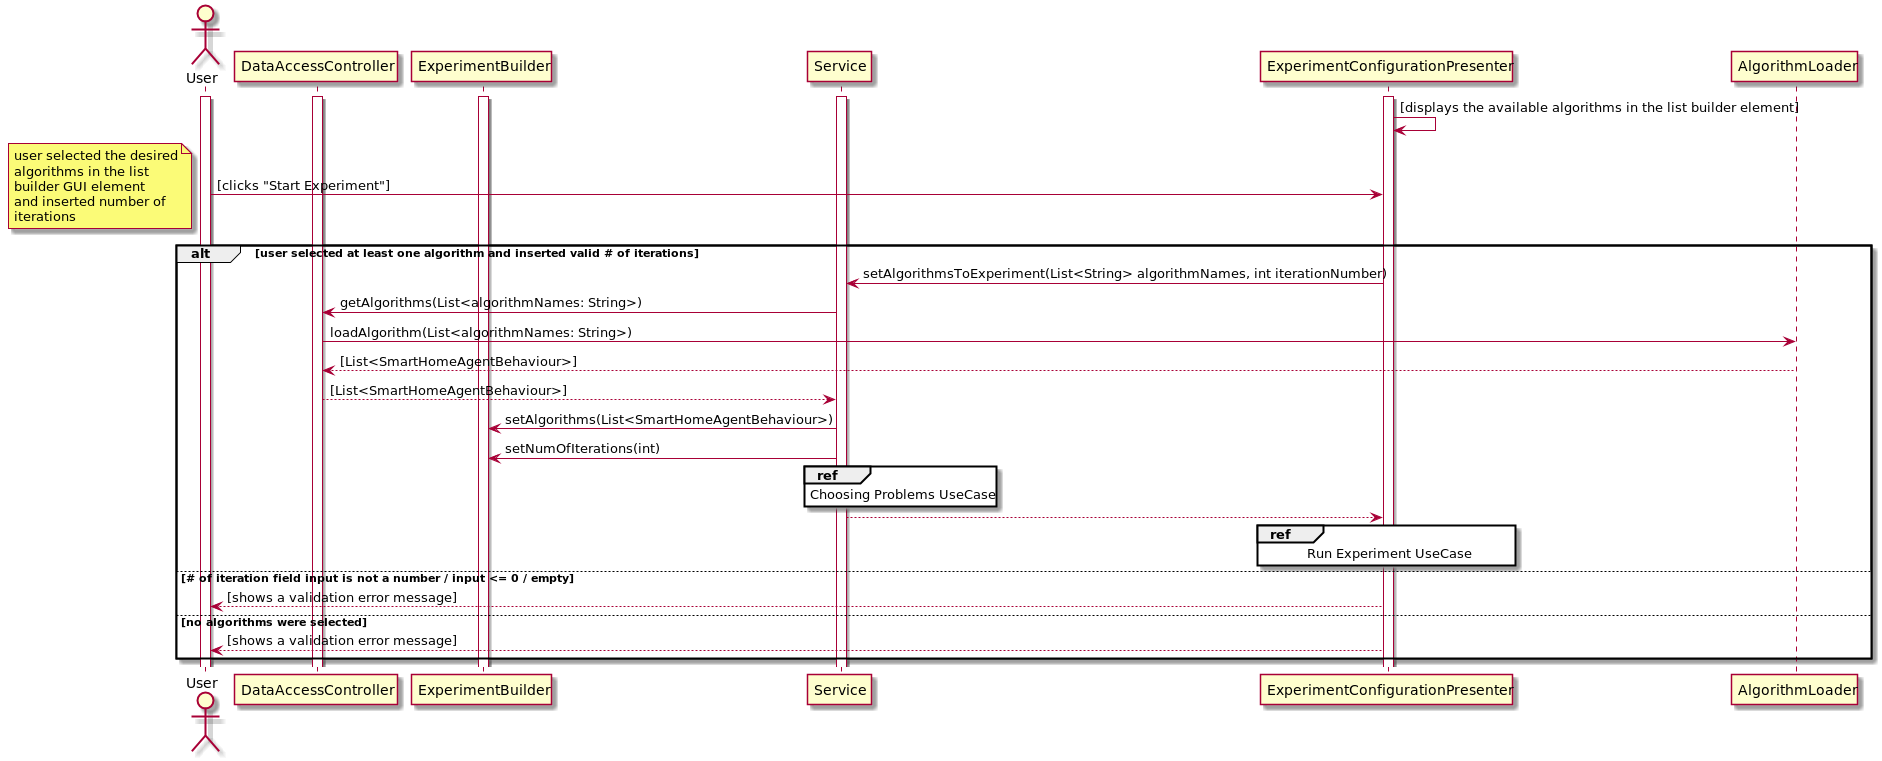 User
DataAccessController
ExperimentBuilder
Service
ExperimentConfigurationPresenter
AlgorithmLoader
[displays the available algorithms in the list builder element]
user selected the desired
algorithms in the list
builder GUI element
and inserted number of
iterations
[clicks "Start Experiment"]
alt
[user selected at least one algorithm and inserted valid # of iterations]
setAlgorithmsToExperiment(List<String> algorithmNames, int iterationNumber)
getAlgorithms(List<algorithmNames: String>)
loadAlgorithm(List<algorithmNames: String>)
[List<SmartHomeAgentBehaviour>]
[List<SmartHomeAgentBehaviour>]
setAlgorithms(List<SmartHomeAgentBehaviour>)
setNumOfIterations(int)
ref
Choosing Problems UseCase
ref
Run Experiment UseCase
[# of iteration field input is not a number / input <= 0 / empty]
[shows a validation error message]
[no algorithms were selected]
[shows a validation error message]
User
DataAccessController
ExperimentBuilder
Service
ExperimentConfigurationPresenter
AlgorithmLoader